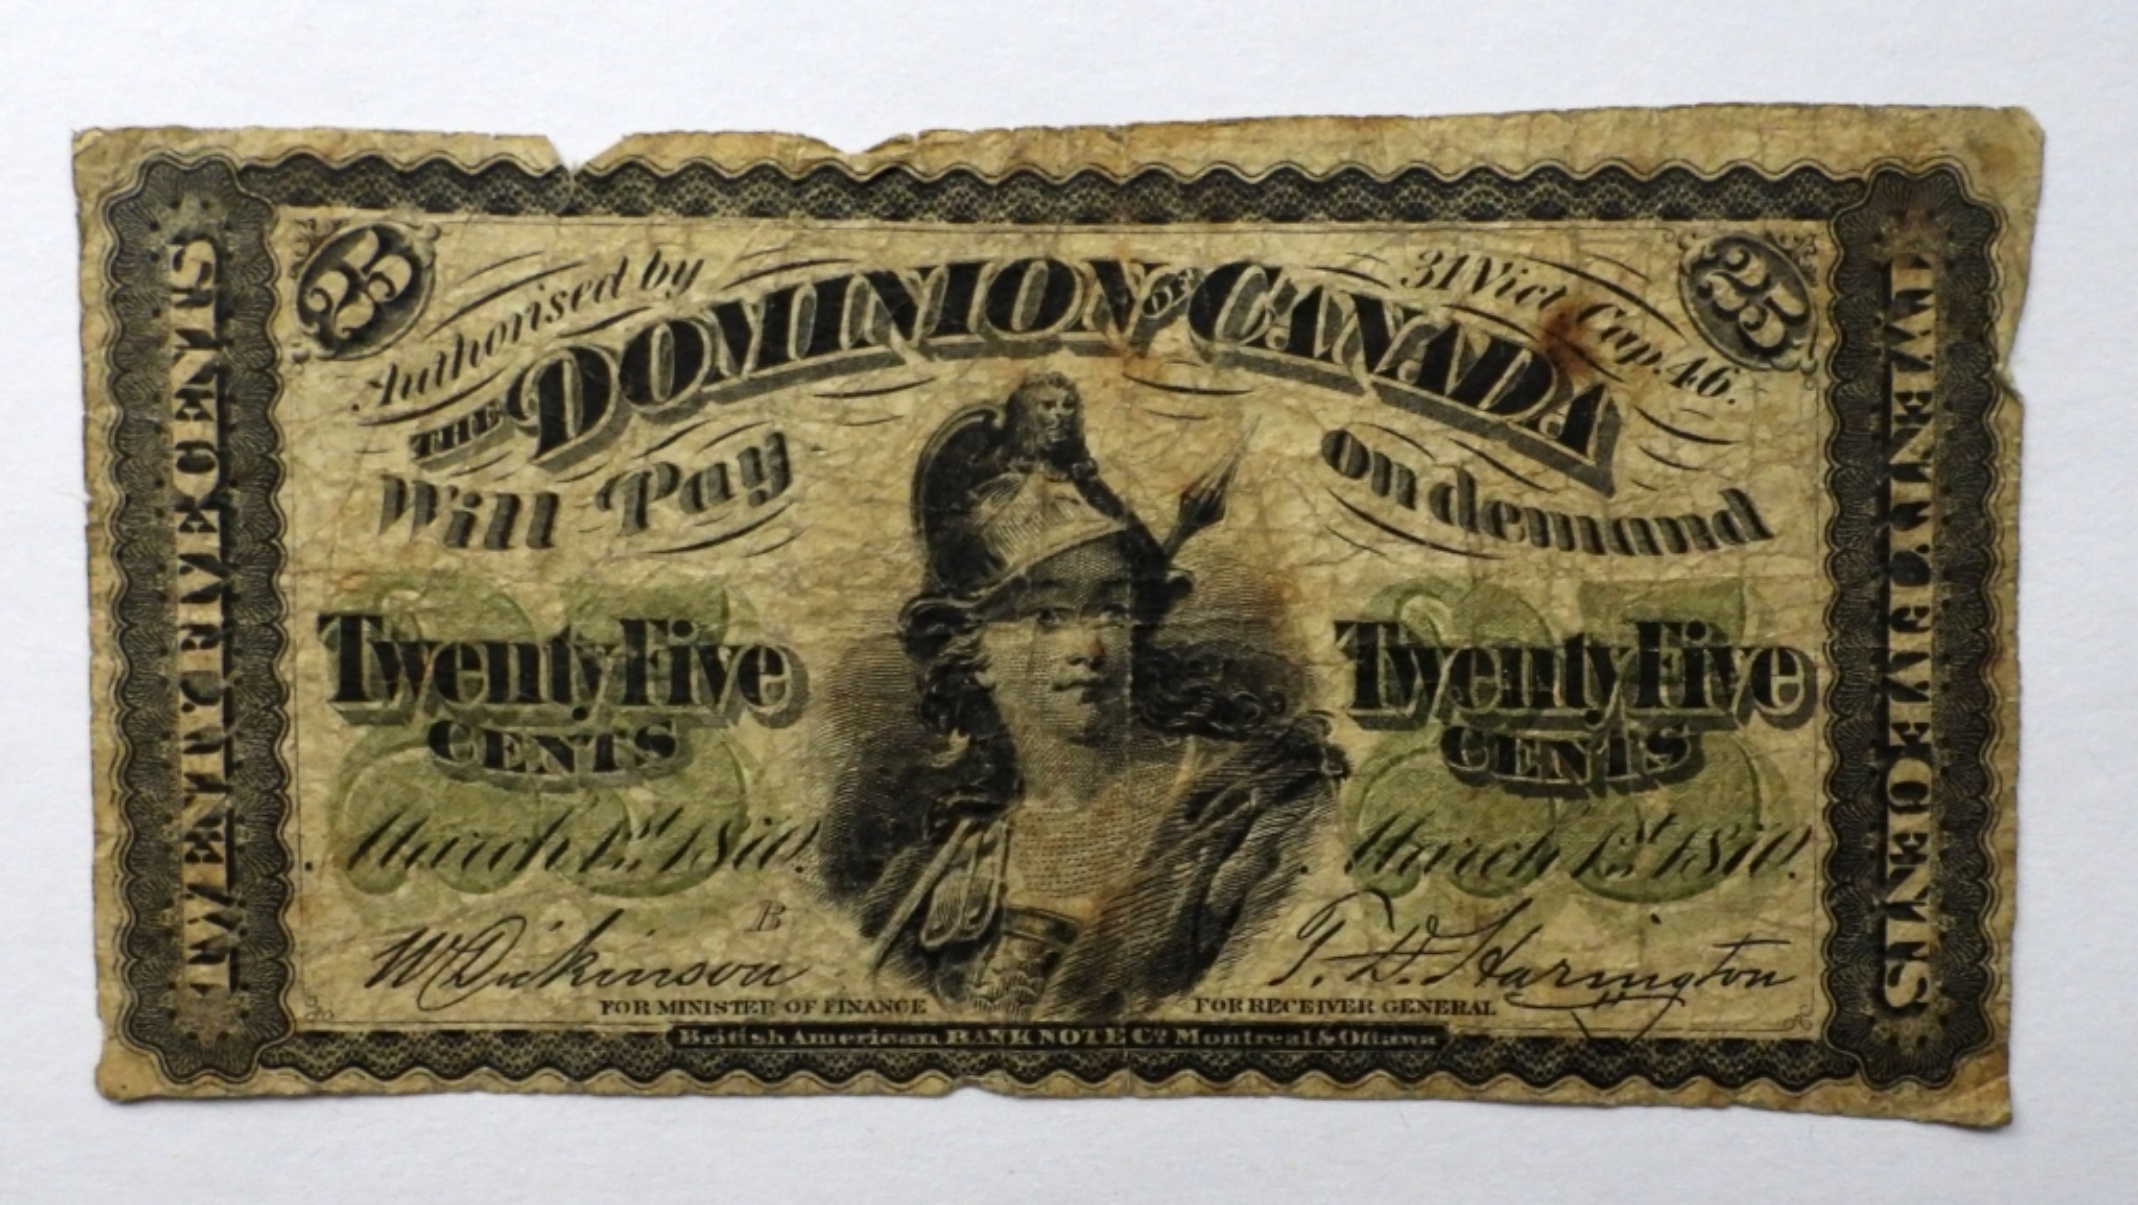 25 Authorised by 31 Vict. Cap. 46. 25
THE DOMINION OF CANADA
Will Pay on demand
TWENTY FIVE CENTS
TWENTY FIVE CENTS
Twenty Five Twenty Five
CENTS CENTS
March 1st 1870. March 1st 1870.
B
W Dickinson T. D. Harington
FOR MINISTER OF FINANCE FOR RECEIVER GENERAL
British American BANK NOTE Co. Montreal & Ottawa